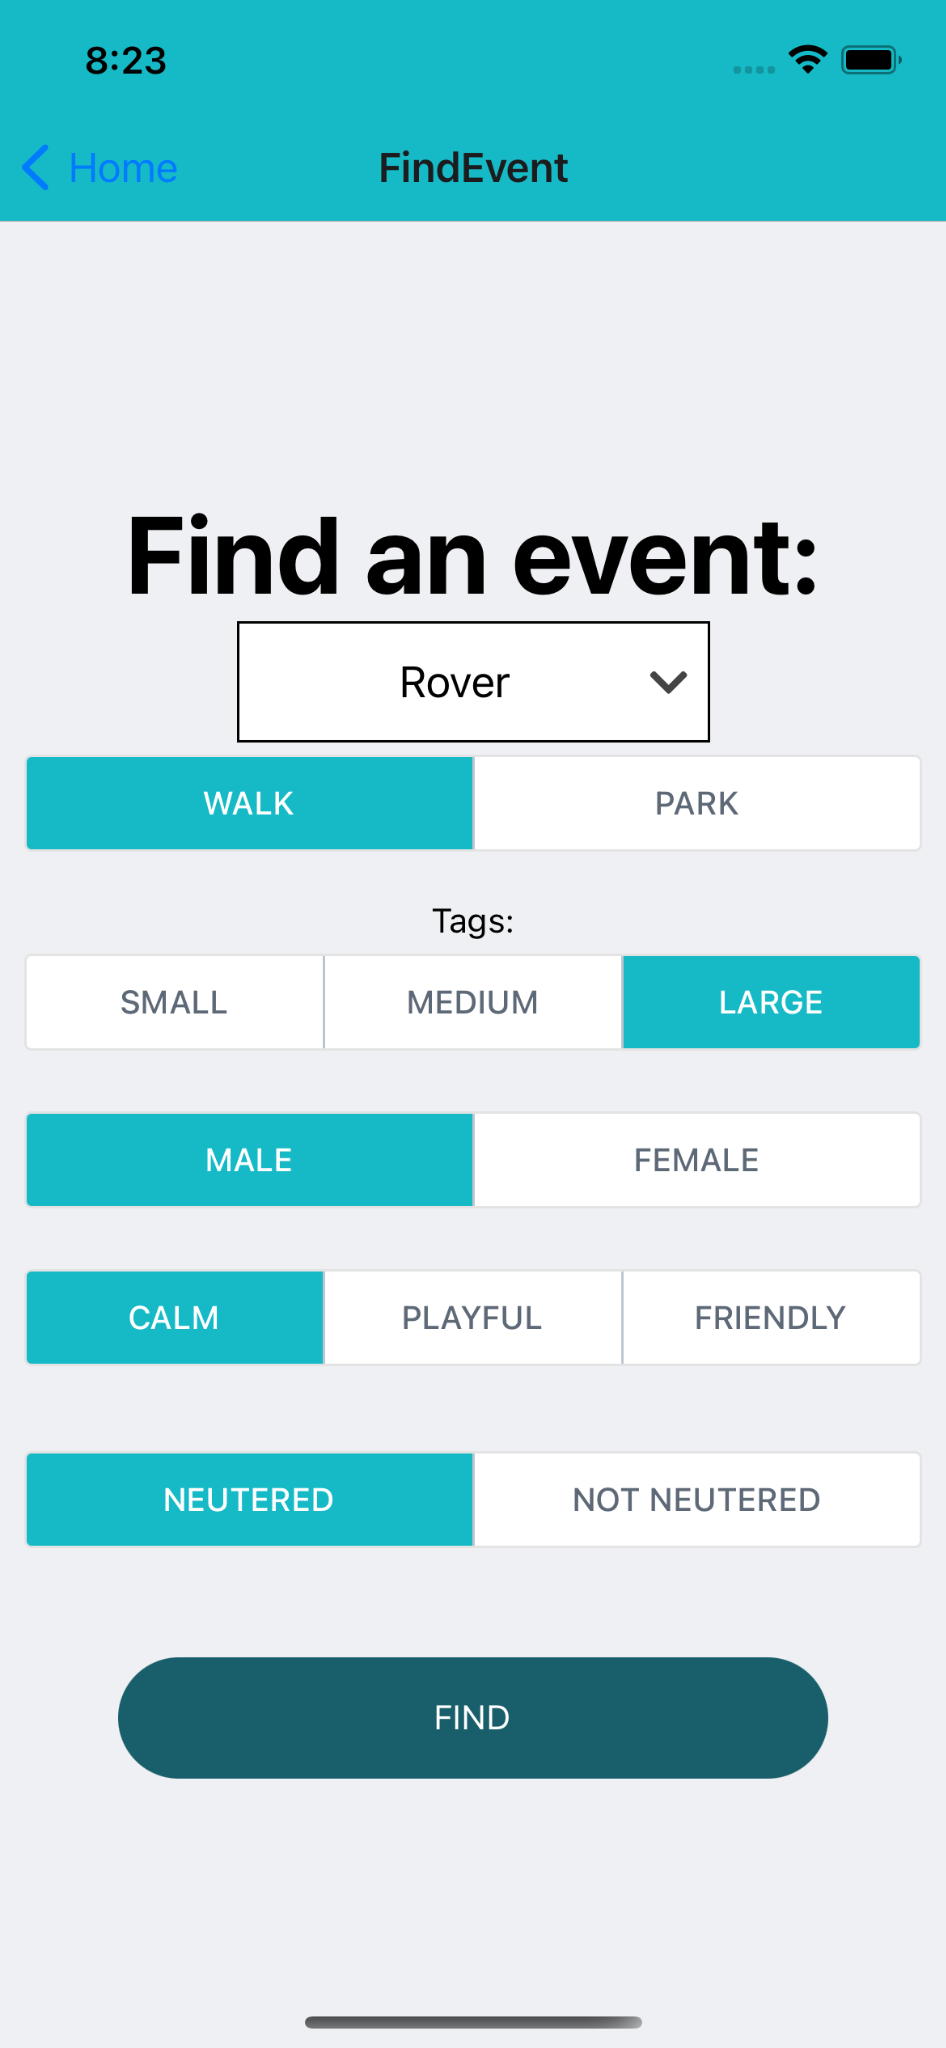 8:23
Home FindEvent
Find an event:
Rover
WALK PARK
Tags:
SMALL MEDIUM LARGE
MALE FEMALE
CALM PLAYFUL FRIENDLY
NEUTERED NOT NEUTERED
FIND